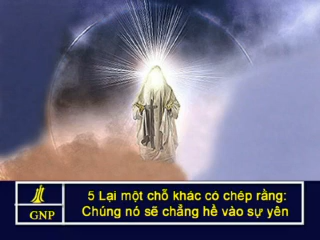 5 Lại một chỗ khác có chép rằng:
Chúng nó sẽ chẳng hề vào sự yên
GNP